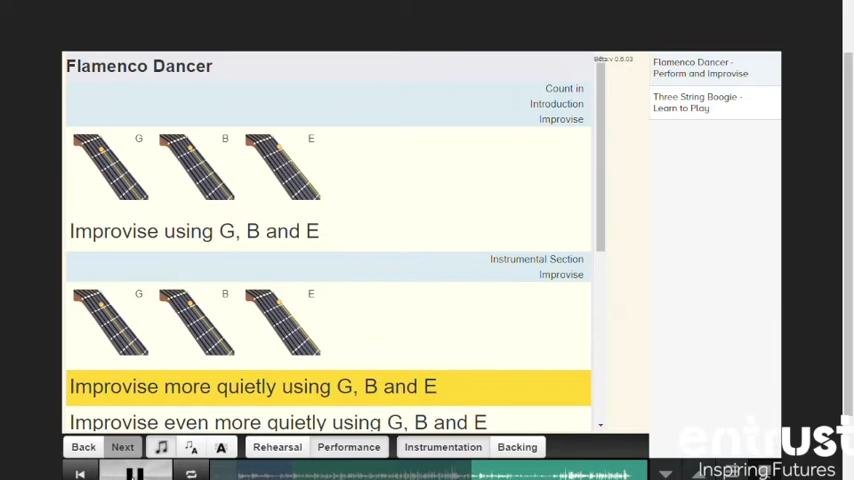 Flamenco Dancer
Bêta:v 0.6.03
Count in
Introduction
Improvise
G B E
Improvise using G, B and E
Instrumental Section
Improvise
G B E
Improvise more quietly using G, B and E
Improvise even more quietly using G, B and E
Flamenco Dancer -
Perform and Improvise
Three String Boogie -
Learn to Play
Back Next A A Rehearsal Performance Instrumentation Backing
entrust
Inspiring Futures